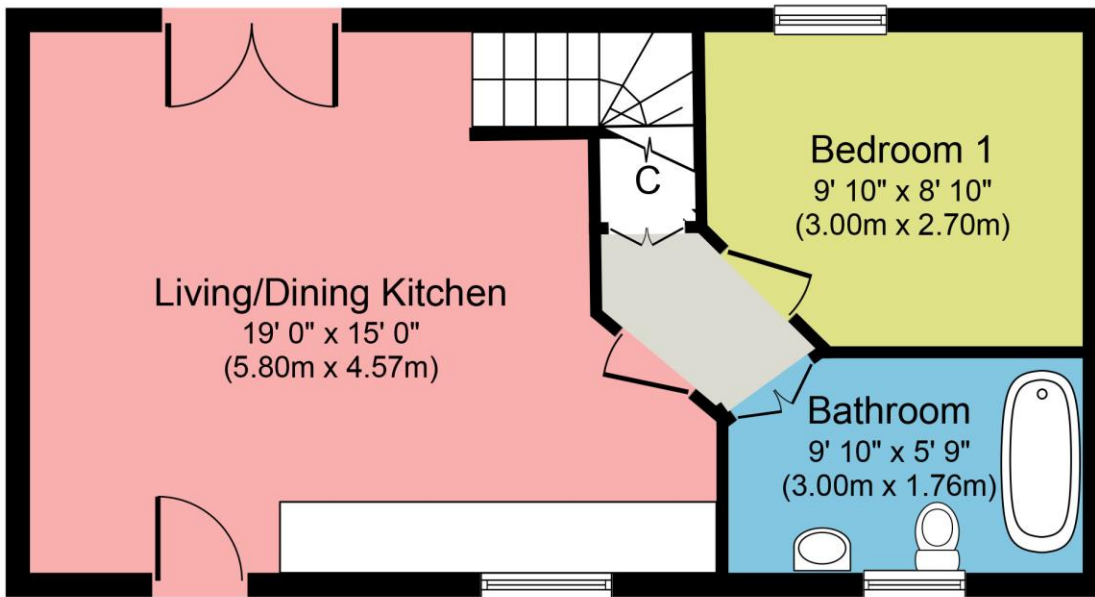 C
Bedroom 1
9' 10" x 8' 10"
(3.00m x 2.70m)
Living/Dining Kitchen
19' 0" x 15' 0"
(5.80m x 4.57m)
Bathroom
9' 10" x 5' 9"
(3.00m x 1.76m)